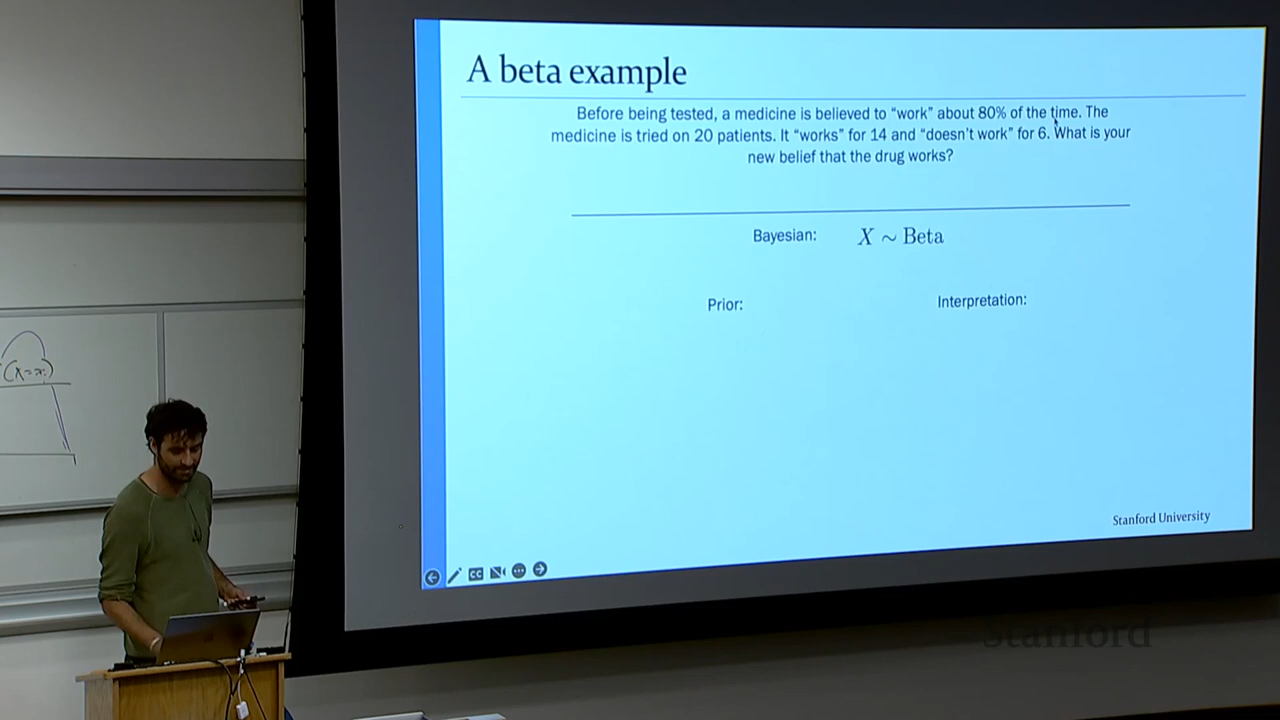 A beta example
Before being tested, a medicine is believed to “work” about 80% of the time. The
medicine is tried on 20 patients. It “works” for 14 and “doesn’t work” for 6. What is your
new belief that the drug works?
Bayesian: X ~ Beta
Prior: Interpretation:
Stanford University
CC
(X=x)
Stanford